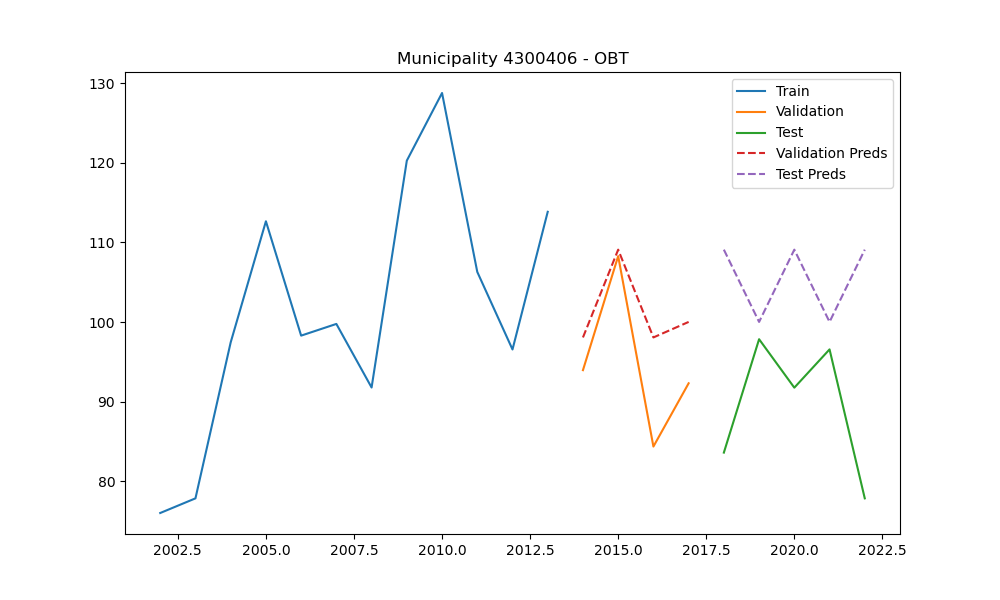 Municipality 4300406 - OBT
130
120
110
100
90
80
2002.5 2005.0 2007.5 2010.0 2012.5 2015.0 2017.5 2020.0 2022.5
Train
Validation
Test
Validation Preds
Test Preds